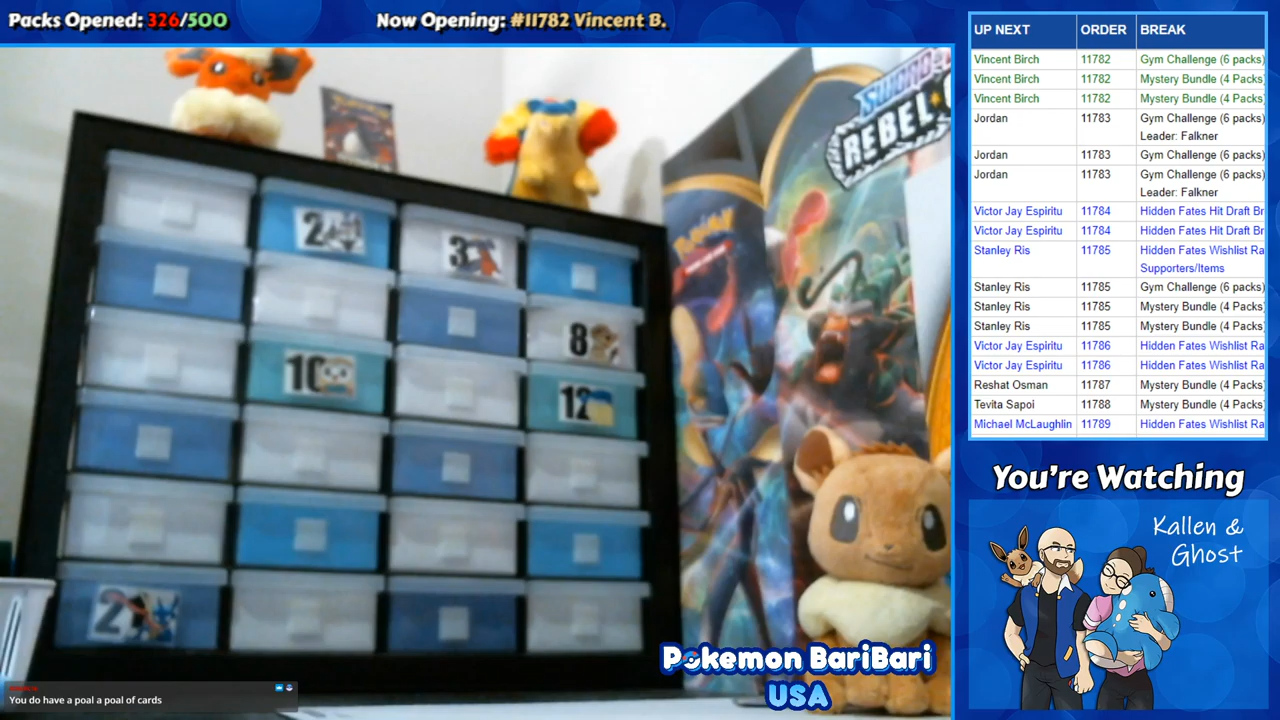 Packs Opened: 326/500
Now Opening: #11782 Vincent B.
UP NEXT ORDER BREAK
Vincent Birch 11782 Gym Challenge (6 packs)
Vincent Birch 11782 Mystery Bundle (4 Packs)
Vincent Birch 11782 Mystery Bundle (4 Packs)
Jordan 11783 Gym Challenge (6 packs)
Leader: Falkner
Jordan 11783 Gym Challenge (6 packs)
Jordan 11783 Gym Challenge (6 packs)
Leader: Falkner
Victor Jay Espiritu 11784 Hidden Fates Hit Draft Br
Victor Jay Espiritu 11784 Hidden Fates Hit Draft Br
Stanley Ris 11785 Hidden Fates Wishlist Ra
Supporters/Items
Stanley Ris 11785 Gym Challenge (6 packs)
Stanley Ris 11785 Mystery Bundle (4 Packs)
Stanley Ris 11785 Mystery Bundle (4 Packs)
Victor Jay Espiritu 11786 Hidden Fates Wishlist Ra
Victor Jay Espiritu 11786 Hidden Fates Wishlist Ra
Reshat Osman 11787 Mystery Bundle (4 Packs
Tevita Sapoi 11788 Mystery Bundle (4 Packs
Michael McLaughlin 11789 Hidden Fates Wishlist Ra
You're Watching
Kallen &
Ghost
SWORD
REBEL
Pokémon
2
3
8
10
12
2
Pokemon BariBari
USA
You do have a poal a poal of cards